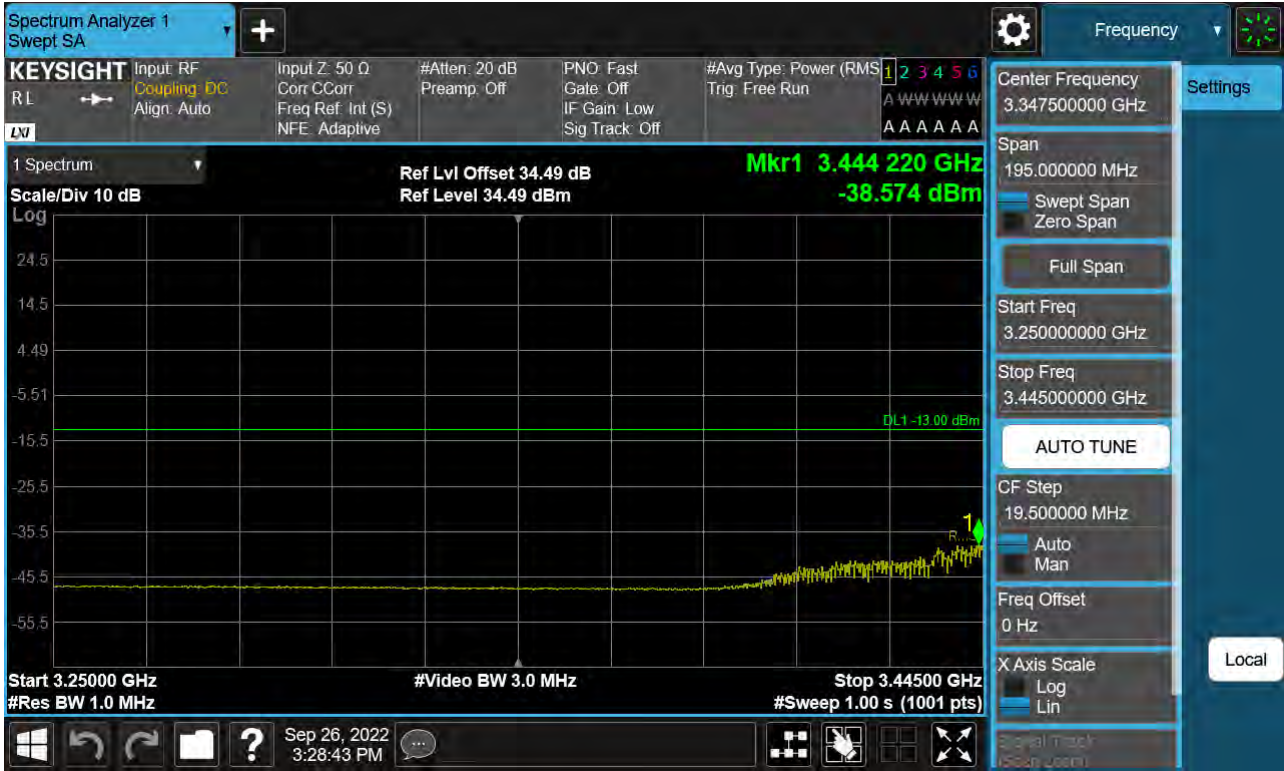 Spectrum Analyzer 1
Swept SA
Frequency
KEYSIGHT
RL
LXI
Input: RF
Coupling: DC
Align: Auto
Input Z: 50 Ω
Corr CCorr
Freq Ref: Int (S)
NFE: Adaptive
#Atten: 20 dB
Preamp: Off
PNO: Fast
Gate: Off
IF Gain: Low
Sig Track: Off
#Avg Type: Power (RMS
Trig: Free Run
1 2 3 4 5 6
A W W W W W
A A A A A A
1 Spectrum
Scale/Div 10 dB
Log
Ref Lvl Offset 34.49 dB
Ref Level 34.49 dBm
Mkr1 3.444 220 GHz
-38.574 dBm
24.5
14.5
4.49
-5.51
DL1 -13.00 dBm
-15.5
-25.5
-35.5
1
-45.5
-55.5
Start 3.25000 GHz
#Video BW 3.0 MHz
Stop 3.44500 GHz
#Res BW 1.0 MHz
#Sweep 1.00 s (1001 pts)
Center Frequency
3.347500000 GHz
Settings
Span
195.000000 MHz
Swept Span
Zero Span
Full Span
Start Freq
3.250000000 GHz
Stop Freq
3.445000000 GHz
AUTO TUNE
CF Step
19.500000 MHz
Auto
Man
Freq Offset
0 Hz
X Axis Scale
Log
Lin
Local
Signal Track
(Span Zoom)
?
Sep 26, 2022
3:28:43 PM